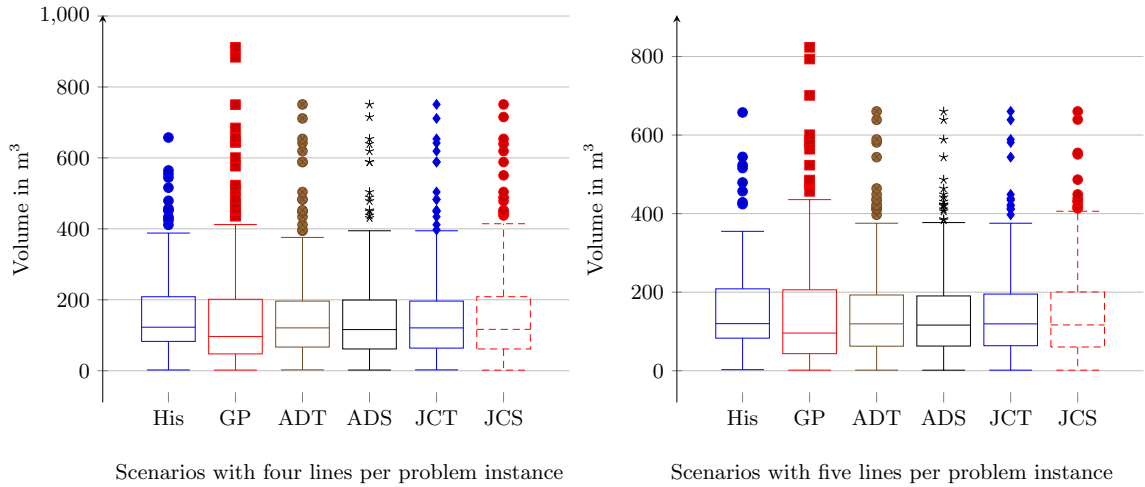 1,000
800
600
400
200
0
Volume in m³
His GP ADT ADS JCT JCS
Scenarios with four lines per problem instance
800
600
400
200
0
Volume in m³
His GP ADT ADS JCT JCS
Scenarios with five lines per problem instance